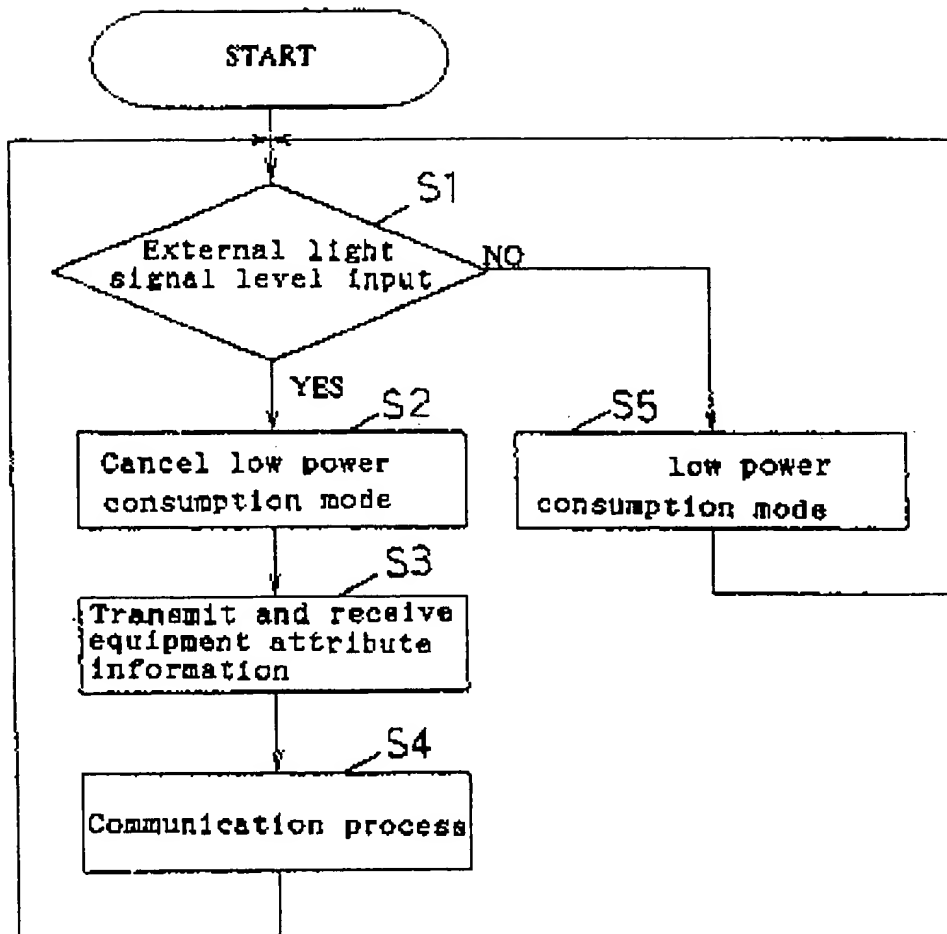 START
S1
External light
signal level input
NO
YES
S2
Cancel low power
consumption mode
S5
low power
consumption mode
S3
Transmit and receive
equipment attribute
information
S4
Communication process